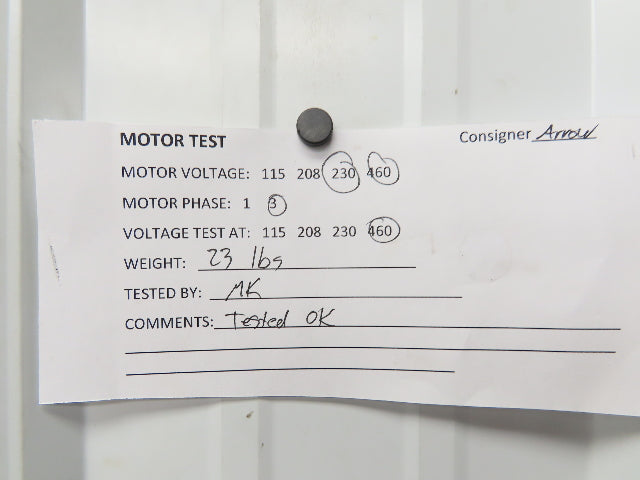 MOTOR TEST Consigner Arrow
MOTOR VOLTAGE: 115 208 230 460
MOTOR PHASE: 1 3
VOLTAGE TEST AT: 115 208 230 460
WEIGHT: 23 lbs
TESTED BY: MK
COMMENTS: Tested OK